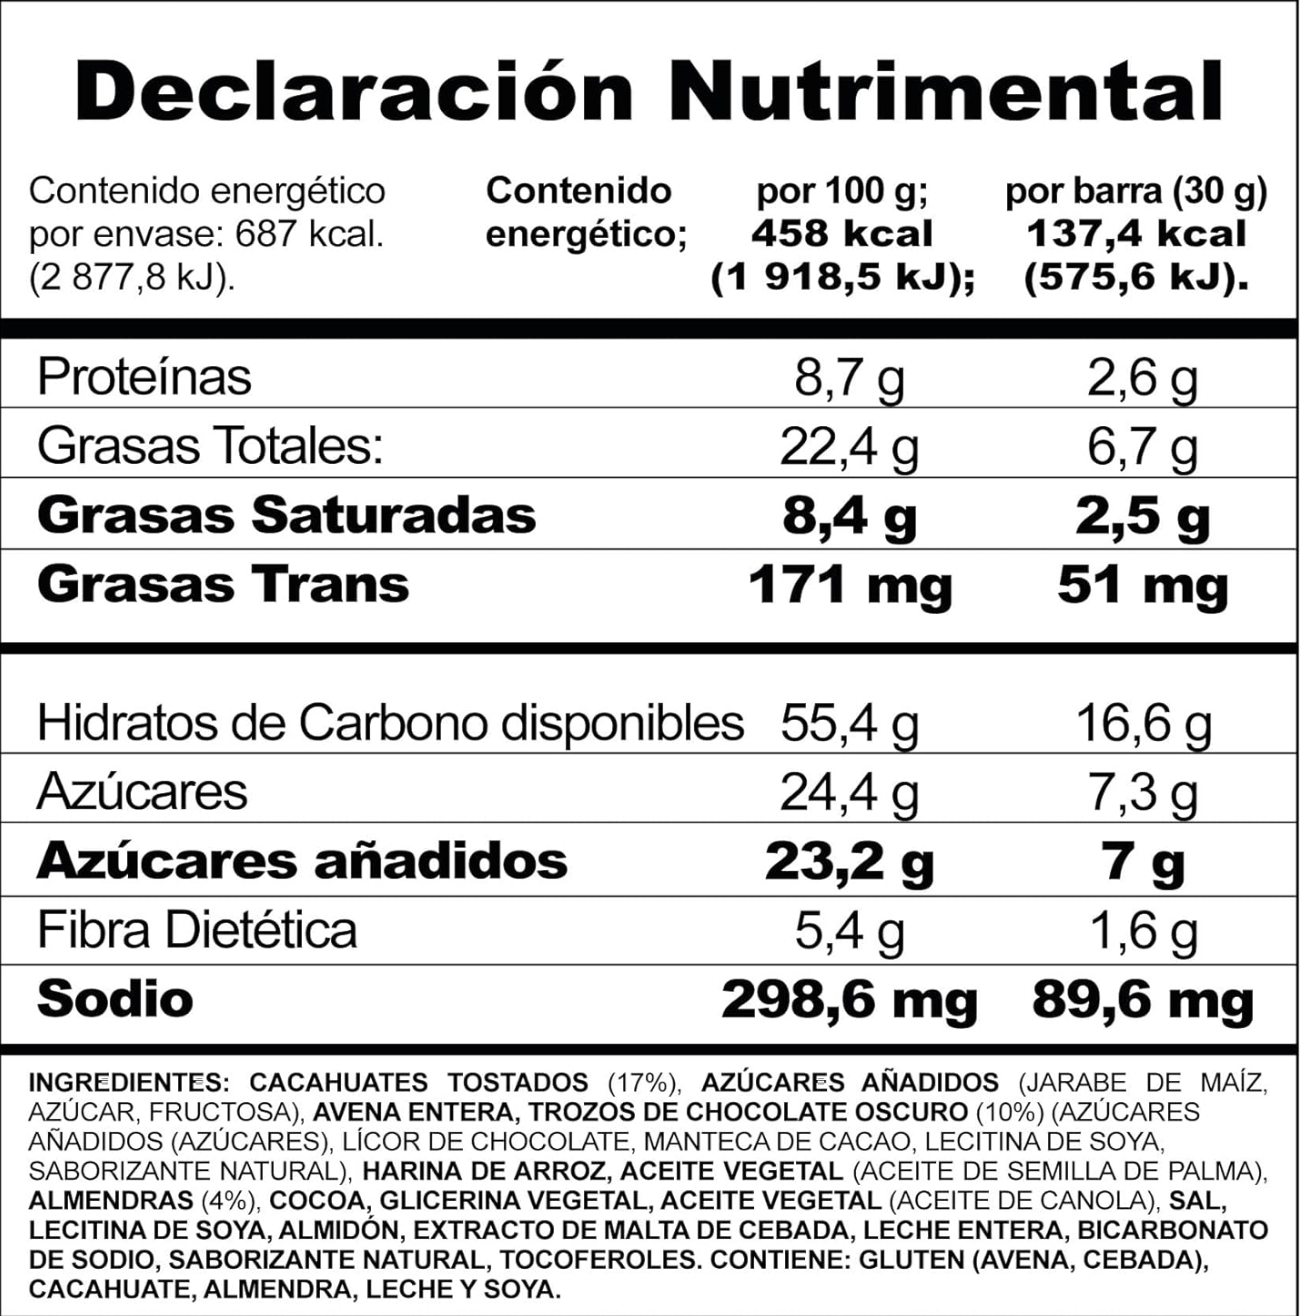 Declaración Nutrimental
Contenido energético
por envase: 687 kcal.
(2 877,8 kJ).
Contenido
energético;
por 100 g;
458 kcal
(1 918,5 kJ);
por barra (30 g)
137,4 kcal
(575,6 kJ).
Proteínas 8,7 g 2,6 g
Grasas Totales: 22,4 g 6,7 g
Grasas Saturadas 8,4 g 2,5 g
Grasas Trans 171 mg 51 mg
Hidratos de Carbono disponibles 55,4 g 16,6 g
Azúcares 24,4 g 7,3 g
Azúcares añadidos 23,2 g 7 g
Fibra Dietética 5,4 g 1,6 g
Sodio 298,6 mg 89,6 mg
INGREDIENTES: CACAHUATES TOSTADOS (17%), AZÚCARES AÑADIDOS (JARABE DE MAÍZ,
AZÚCAR, FRUCTOSA), AVENA ENTERA, TROZOS DE CHOCOLATE OSCURO (10%) (AZÚCARES
AÑADIDOS (AZÚCARES), LÍCOR DE CHOCOLATE, MANTECA DE CACAO, LECITINA DE SOYA,
SABORIZANTE NATURAL), HARINA DE ARROZ, ACEITE VEGETAL (ACEITE DE SEMILLA DE PALMA),
ALMENDRAS (4%), COCOA, GLICERINA VEGETAL, ACEITE VEGETAL (ACEITE DE CANOLA), SAL,
LECITINA DE SOYA, ALMIDÓN, EXTRACTO DE MALTA DE CEBADA, LECHE ENTERA, BICARBONATO
DE SODIO, SABORIZANTE NATURAL, TOCOFEROLES. CONTIENE: GLUTEN (AVENA, CEBADA),
CACAHUATE, ALMENDRA, LECHE Y SOYA.